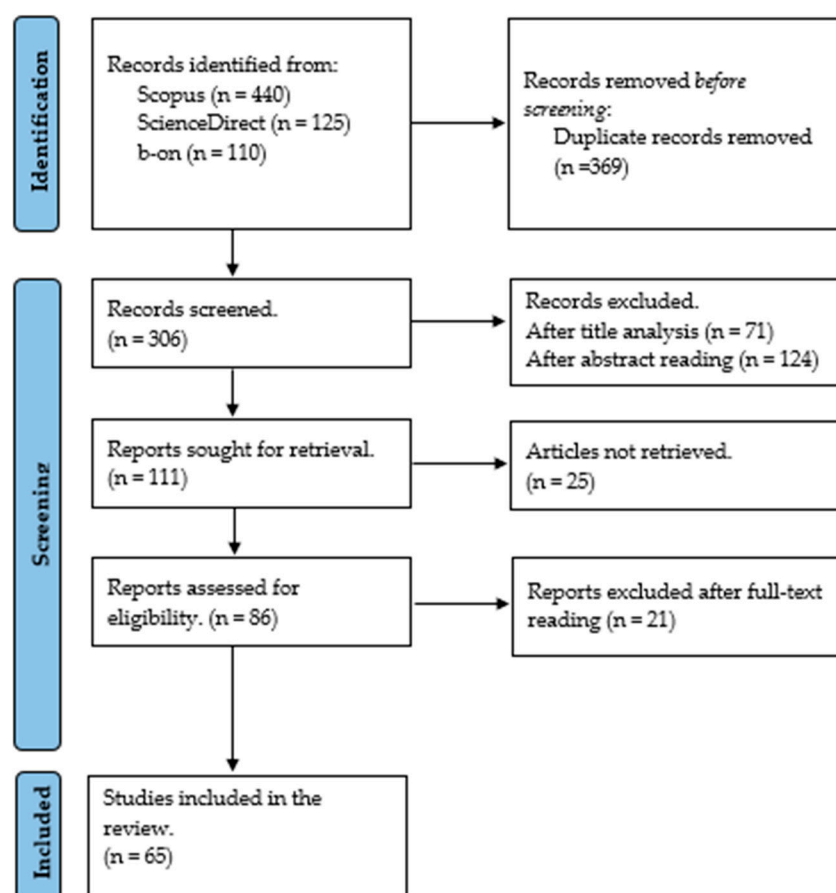 Identification
Records identified from:
Scopus (n = 440)
ScienceDirect (n = 125)
b-on (n = 110)
Records removed before
screening:
Duplicate records removed
(n =369)
Screening
Records screened.
(n = 306)
Records excluded.
After title analysis (n = 71)
After abstract reading (n = 124)
Reports sought for retrieval.
(n = 111)
Articles not retrieved.
(n = 25)
Reports assessed for
eligibility. (n = 86)
Reports excluded after full-text
reading (n = 21)
Included
Studies included in the
review.
(n = 65)